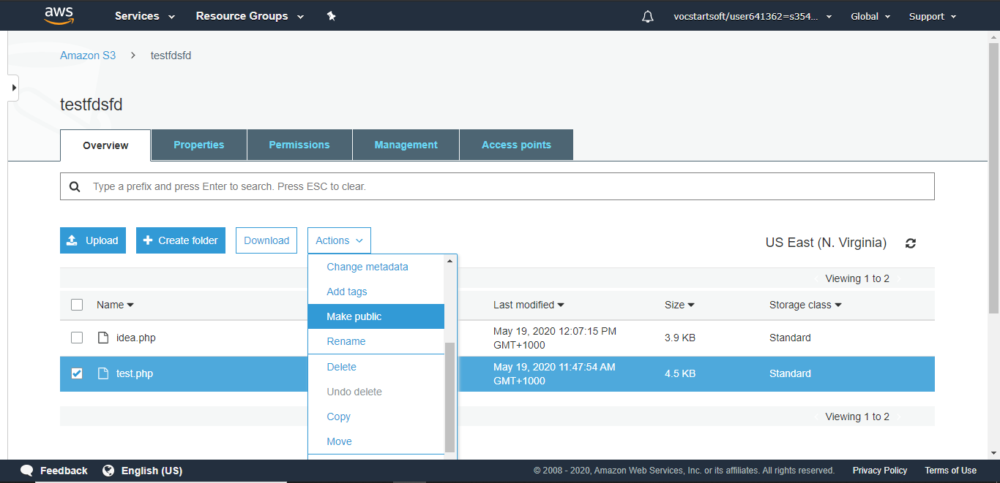 aws Services Resource Groups vocstartsoft/user641362=s354... Global Support
Amazon S3 > testfdsfd
testfdsfd
Overview Properties Permissions Management Access points
Type a prefix and press Enter to search. Press ESC to clear.
Upload Create folder Download Actions US East (N. Virginia)
Viewing 1 to 2
Name Last modified Size Storage class
idea.php May 19, 2020 12:07:15 PM GMT+1000 3.9 KB Standard
test.php May 19, 2020 11:47:54 AM GMT+1000 4.5 KB Standard
Change metadata
Add tags
Make public
Rename
Delete
Undo delete
Copy
Move
Viewing 1 to 2
Feedback English (US) © 2008 - 2020, Amazon Web Services, Inc. or its affiliates. All rights reserved. Privacy Policy Terms of Use